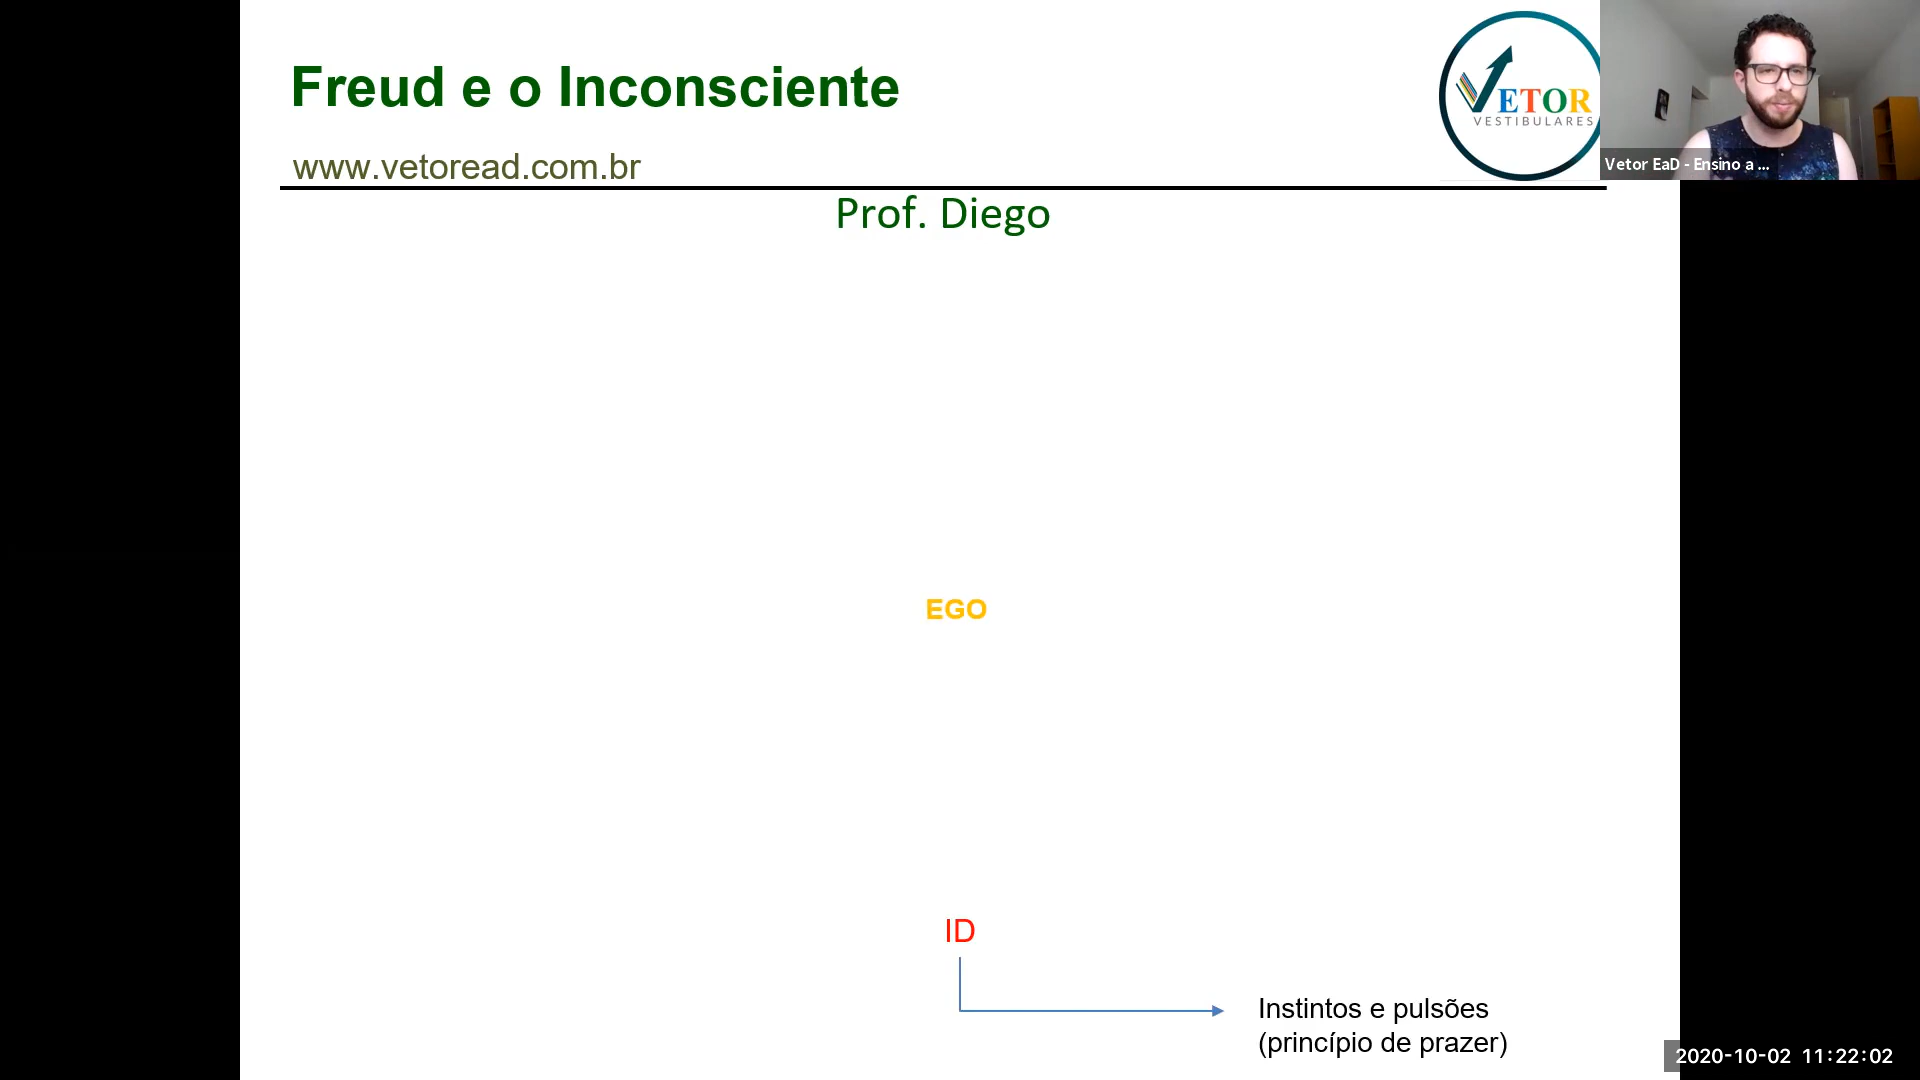 Freud e o Inconsciente
www.vetoread.com.br
VETOR
VESTIBULARES
Vetor EaD - Ensino a ...
Prof. Diego
EGO
ID
Instintos e pulsões
(princípio de prazer)
2020-10-02 11:22:02